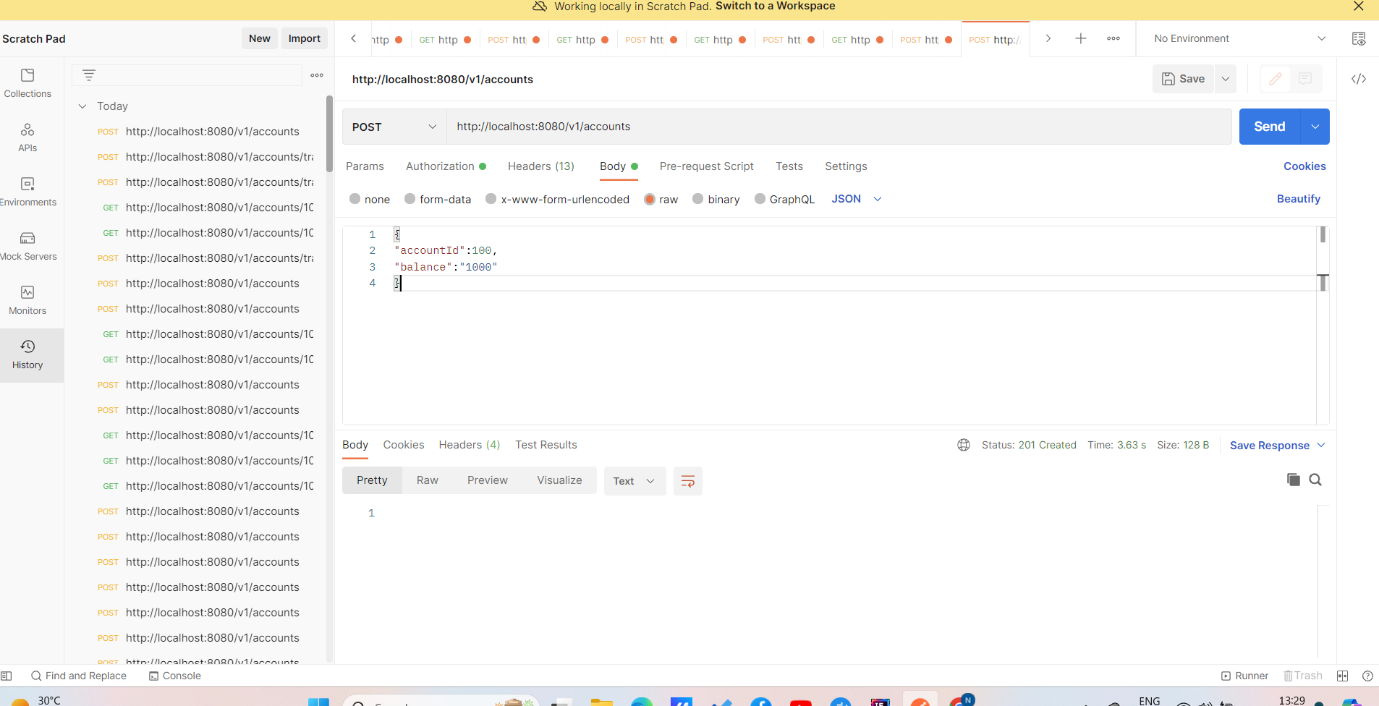 Working locally in Scratch Pad. Switch to a Workspace
Scratch Pad
New
Import
http
GET http
POST htt
GET http
POST htt
GET http
POST htt
GET http
POST htt
POST http:/
No Environment
Collections
APIs
Environments
Mock Servers
Monitors
History
Today
POST http://localhost:8080/v1/accounts
POST http://localhost:8080/v1/accounts/tra
POST http://localhost:8080/v1/accounts/tra
GET http://localhost:8080/v1/accounts/10
GET http://localhost:8080/v1/accounts/10
POST http://localhost:8080/v1/accounts/tra
POST http://localhost:8080/v1/accounts
POST http://localhost:8080/v1/accounts
GET http://localhost:8080/v1/accounts/10
GET http://localhost:8080/v1/accounts/10
POST http://localhost:8080/v1/accounts
POST http://localhost:8080/v1/accounts
GET http://localhost:8080/v1/accounts/10
GET http://localhost:8080/v1/accounts/10
GET http://localhost:8080/v1/accounts/10
POST http://localhost:8080/v1/accounts
POST http://localhost:8080/v1/accounts
POST http://localhost:8080/v1/accounts
POST http://localhost:8080/v1/accounts
POST http://localhost:8080/v1/accounts
POST http://localhost:8080/v1/accounts
POST http://localhost:8080/v1/accounts
http://localhost:8080/v1/accounts
Save
POST
http://localhost:8080/v1/accounts
Send
Params Authorization Headers (13) Body Pre-request Script Tests Settings
Cookies
none form-data x-www-form-urlencoded raw binary GraphQL JSON
Beautify
1 {
2 "accountId":100,
3 "balance":"1000"
4 }
Body Cookies Headers (4) Test Results
Status: 201 Created Time: 3.63 s Size: 128 B
Save Response
Pretty Raw Preview Visualize Text
1
Find and Replace
Console
Runner
Trash
30°C
ENG
13:29